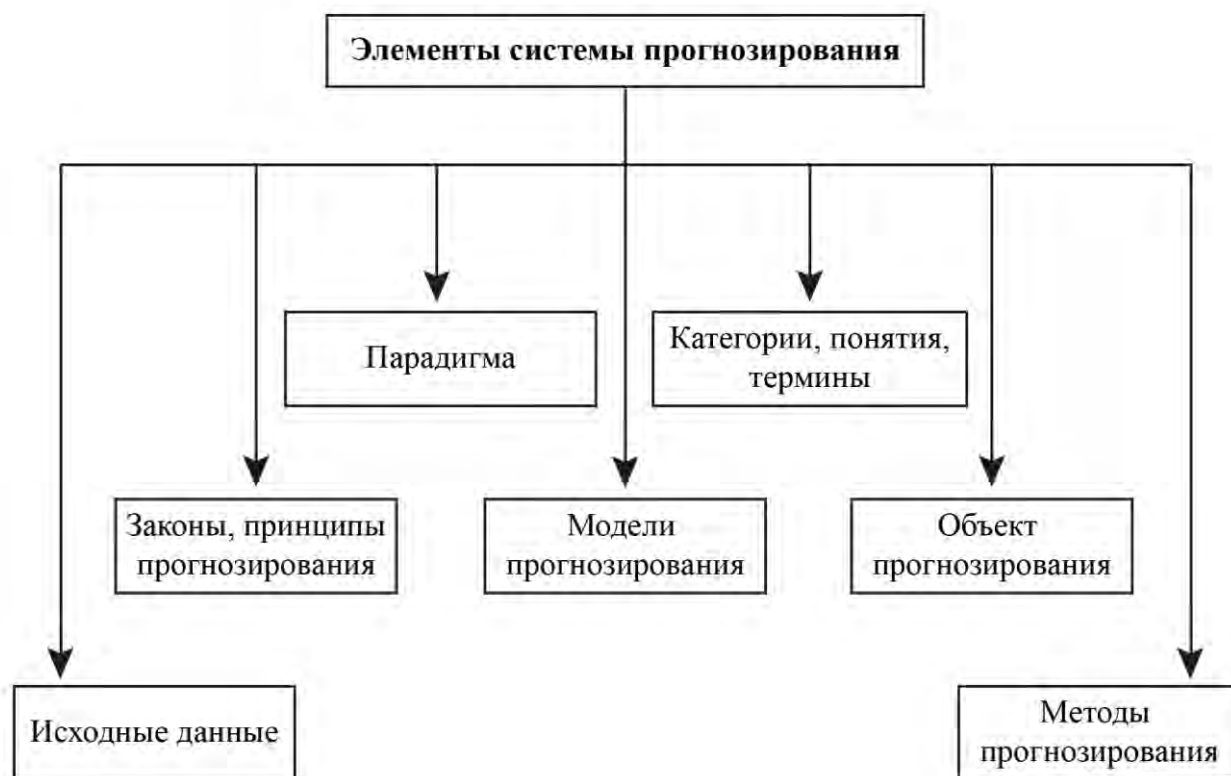 Элементы системы прогнозирования
Парадигма
Категории, понятия,
термины
Законы, принципы
прогнозирования
Модели
прогнозирования
Объект
прогнозирования
Исходные данные
Методы
прогнозирования